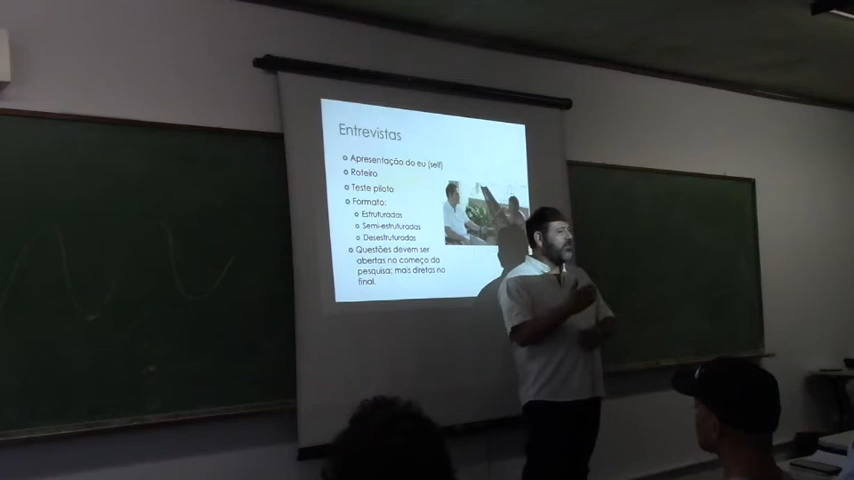 Entrevistas
Apresentação do eu (self)
Roteiro
Teste piloto
Formato:
Estruturadas
Semi-estruturadas
Desestruturadas
Questões devem ser
abertas no começo da
pesquisa; mais diretas no
final.